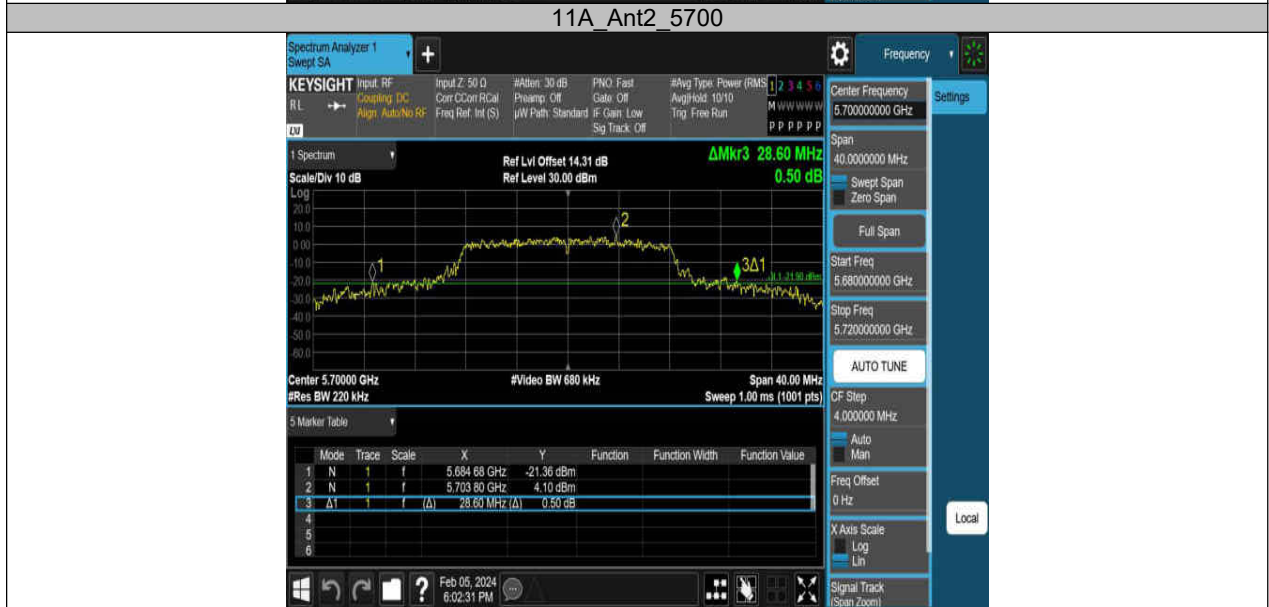 11A_Ant2_5700
Spectrum Analyzer 1
Swept SA
+
Frequency
KEYSIGHT
RL
LXI
Input: RF
Coupling: DC
Align: Auto/No RF
Input Z: 50 Ω
Corr CCorr RCal
Freq Ref: Int (S)
#Atten: 30 dB
Preamp: Off
µW Path: Standard
PNO: Fast
Gate: Off
IF Gain: Low
Sig Track: Off
#Avg Type: Power (RMS
Avg|Hold: 10/10
Trig: Free Run
1 2 3 4 5 6
M W W W W W
P P P P P P
Center Frequency
5.700000000 GHz
Settings
1 Spectrum
Ref Lvl Offset 14.31 dB
ΔMkr3 28.60 MHz
Scale/Div 10 dB
Ref Level 30.00 dBm
0.50 dB
Span
40.0000000 MHz
Swept Span
Zero Span
Full Span
Start Freq
5.680000000 GHz
Stop Freq
5.720000000 GHz
AUTO TUNE
Log
20.0
10.0
0.00
-10.0
-20.0
-30.0
-40.0
-50.0
-60.0
1
2
3Δ1
-21.90 dBm
Center 5.70000 GHz
#Video BW 680 kHz
Span 40.00 MHz
#Res BW 220 kHz
Sweep 1.00 ms (1001 pts)
CF Step
4.000000 MHz
Auto
Man
5 Marker Table
Mode Trace Scale X Y Function Function Width Function Value
1 N 1 f 5.684 68 GHz -21.36 dBm
2 N 1 f 5.703 80 GHz 4.10 dBm
3 Δ1 1 f (Δ) 28.60 MHz (Δ) 0.50 dB
4
5
6
Freq Offset
0 Hz
X Axis Scale
Log
Lin
Local
Signal Track
(Span Zoom)
?
Feb 05, 2024
6:02:31 PM